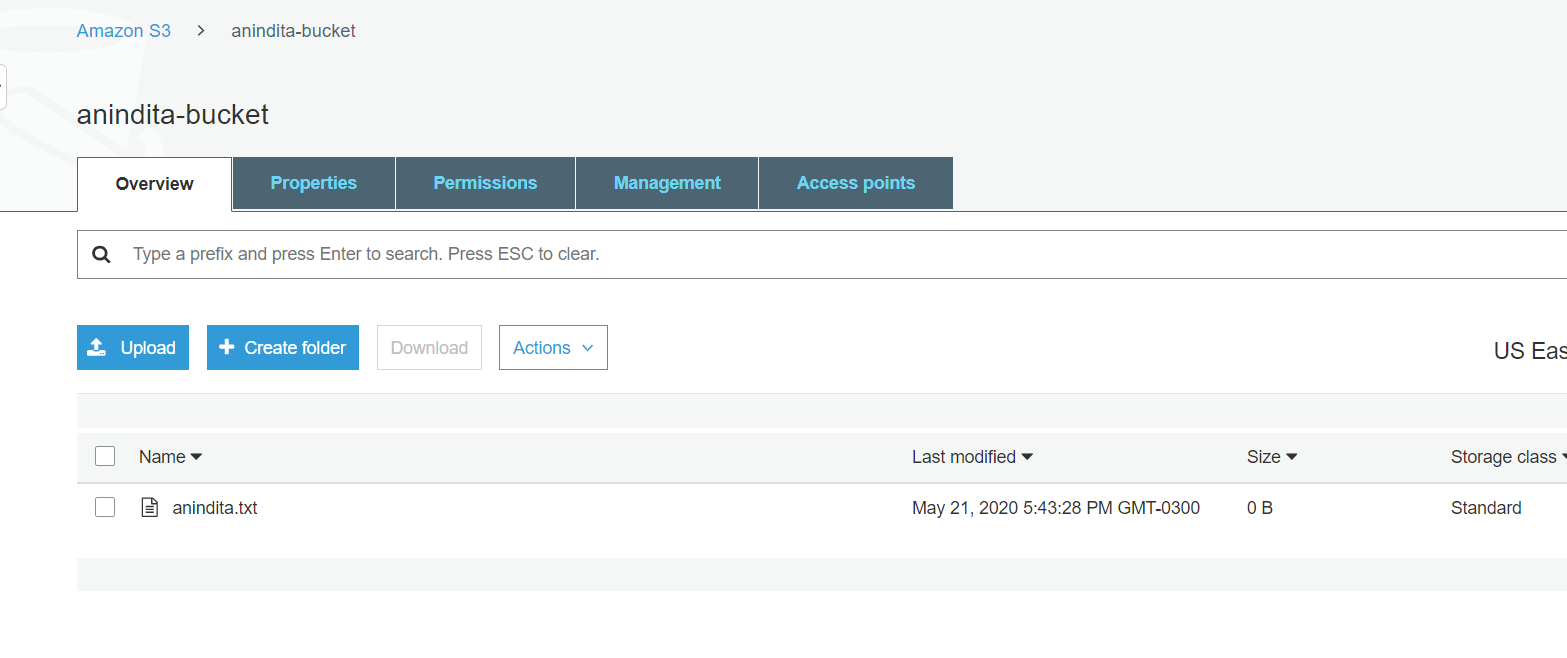 Amazon S3 > anindita-bucket
anindita-bucket
Overview Properties Permissions Management Access points
Type a prefix and press Enter to search. Press ESC to clear.
Upload + Create folder Download Actions
US Eas
Name Last modified Size Storage class
anindita.txt May 21, 2020 5:43:28 PM GMT-0300 0 B Standard